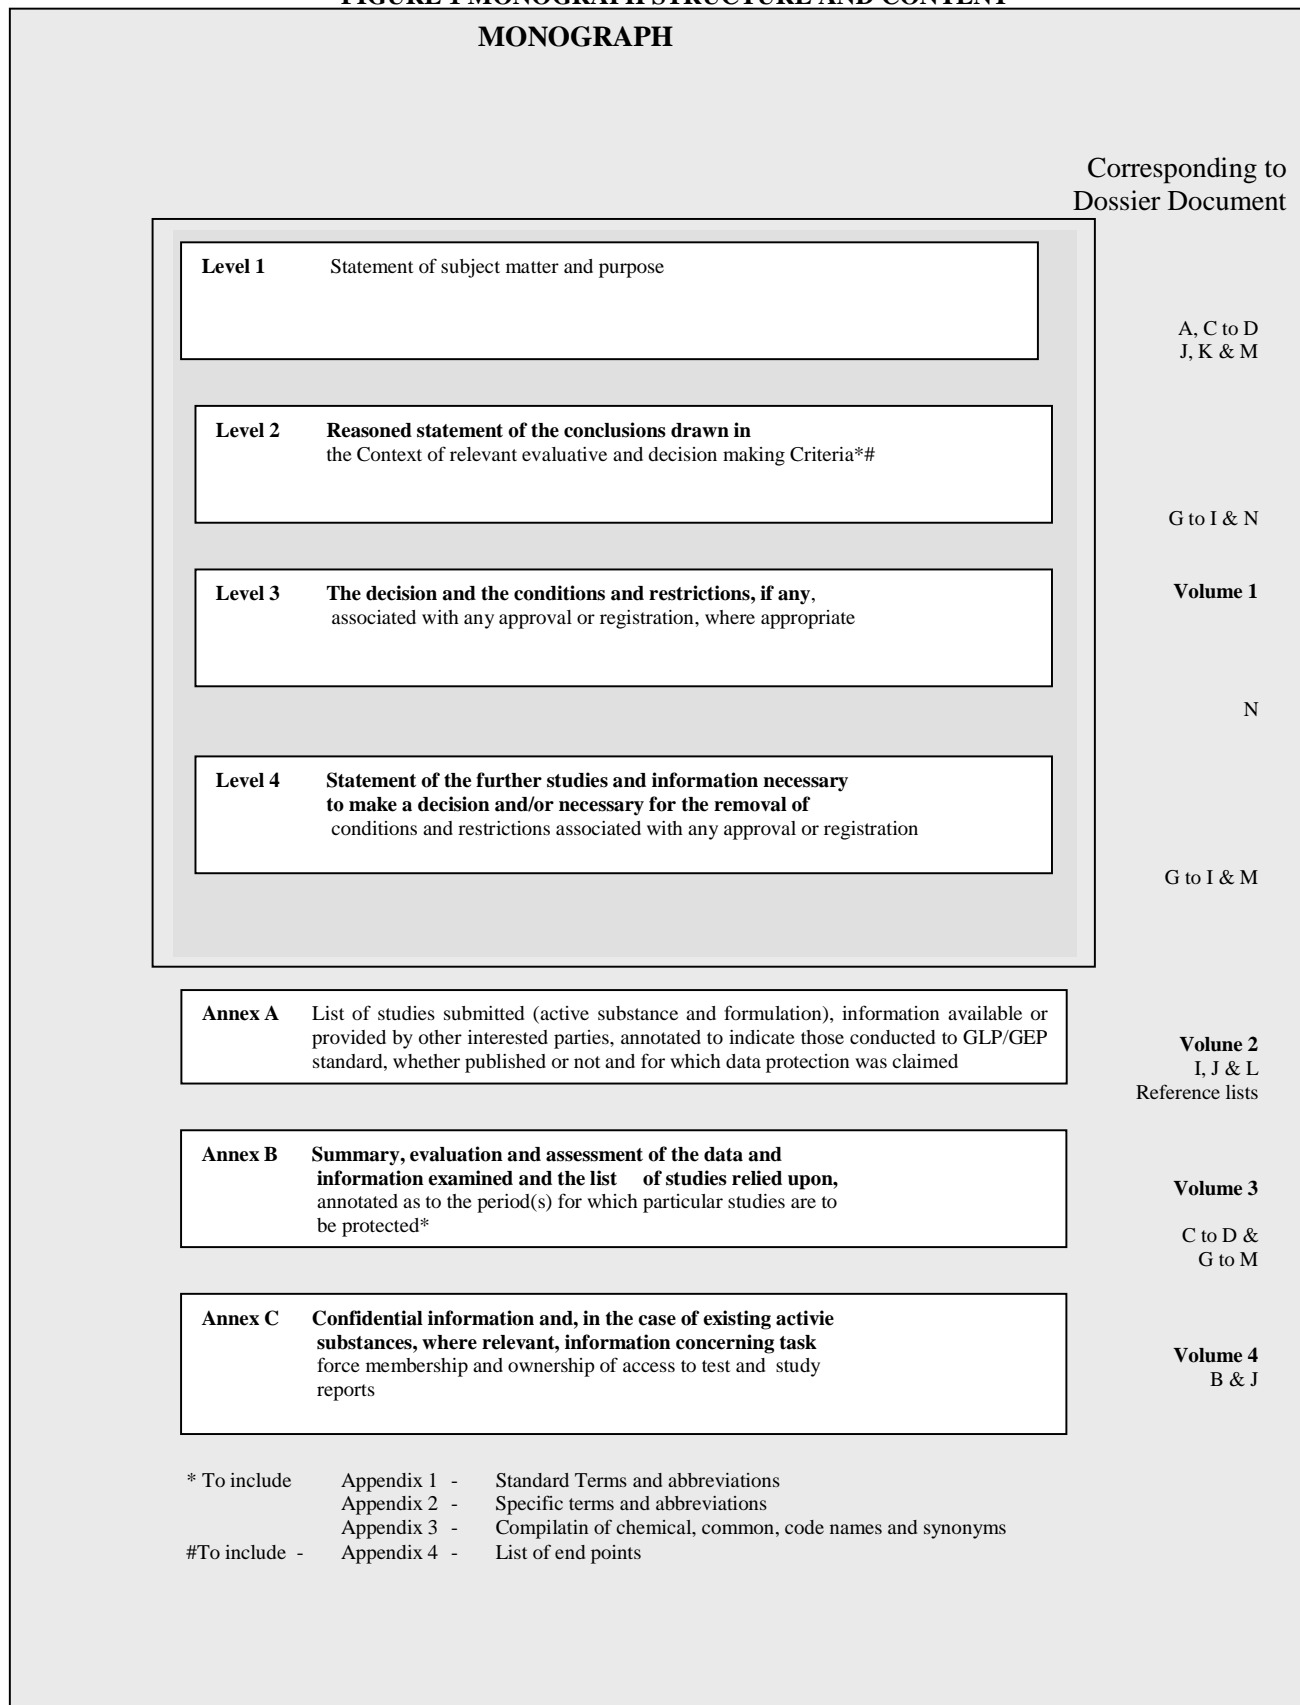 FIGURE 1 MONOGRAPH STRUCTURE AND CONTENT
MONOGRAPH
Corresponding to
Dossier Document
Level 1 Statement of subject matter and purpose
A, C to D
J, K & M
Level 2 Reasoned statement of the conclusions drawn in
the Context of relevant evaluative and decision making Criteria*#
G to I & N
Level 3 The decision and the conditions and restrictions, if any,
associated with any approval or registration, where appropriate
Volume 1
N
Level 4 Statement of the further studies and information necessary
to make a decision and/or necessary for the removal of
conditions and restrictions associated with any approval or registration
G to I & M
Annex A List of studies submitted (active substance and formulation), information available or
provided by other interested parties, annotated to indicate those conducted to GLP/GEP
standard, whether published or not and for which data protection was claimed
Volune 2
I, J & L
Reference lists
Annex B Summary, evaluation and assessment of the data and
information examined and the list of studies relied upon,
annotated as to the period(s) for which particular studies are to
be protected*
Volume 3
C to D &
G to M
Annex C Confidential information and, in the case of existing activie
substances, where relevant, information concerning task
force membership and ownership of access to test and study
reports
Volume 4
B & J
* To include Appendix 1 - Standard Terms and abbreviations
Appendix 2 - Specific terms and abbreviations
Appendix 3 - Compilatin of chemical, common, code names and synonyms
#To include - Appendix 4 - List of end points